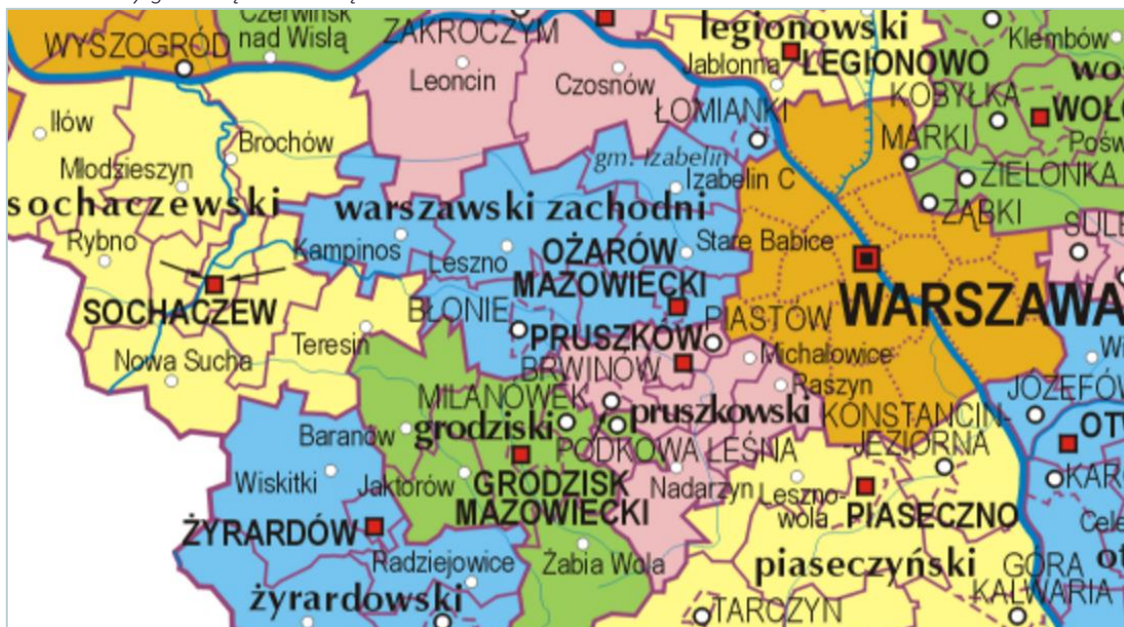 Czerwińsk
nad Wisłą
WYSZOGRÓD
ZAKROCZYM
Leoncin
Czosnów
legionowski
Jabłonna
LEGIONOWO
Klembów
KOBYŁKA
MARKI
ZIELONKA
ZĄBKI
Iłów
Brochów
Młodzieszyn
ŁOMIANKI
gm. Izabelin
Izabelin C
sochaczewski
warszawski zachodni
Rybno
Kampinos
Leszno
OŻARÓW
MAZOWIECKI
Stare Babice
SOCHACZEW
BŁONIE
WARSZAWA
PRUSZKÓW
PIASTÓW
Nowa Sucha
Teresin
BRWINÓW
Michałowice
Raszyn
JÓZEFÓW
MILANÓWEK
pruszkowski
KONSTANCIN-
JEZIORNA
Baranów
grodziski
PODKOWA LEŚNA
Wiskitki
Jaktorów
GRODZISK
MAZOWIECKI
Nadarzyn
Leszno-
wola
PIASECZNO
ŻYRARDÓW
Radziejowice
Żabia Wola
piaseczyński
GÓRA
KALWARIA
żyrardowski
TARCZYN